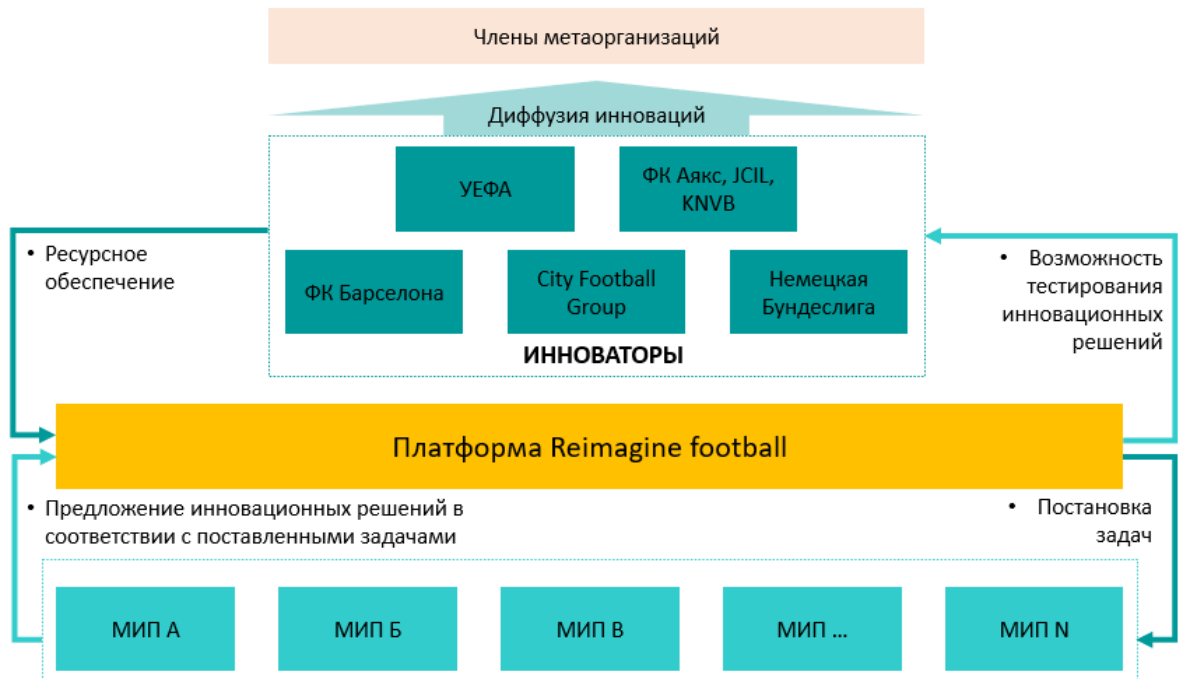 Члены метаорганизаций
Диффузия инноваций
УЕФА
ФК Аякс, JCIL,
KNVB
• Ресурсное
обеспечение
ФК Барселона
City Football
Group
Немецкая
Бундеслига
• Возможность
тестирования
инновационных
решений
ИННОВАТОРЫ
Платформа Reimagine football
• Предложение инновационных решений в
соответствии с поставленными задачами
• Постановка
задач
МИП А
МИП Б
МИП В
МИП ...
МИП N